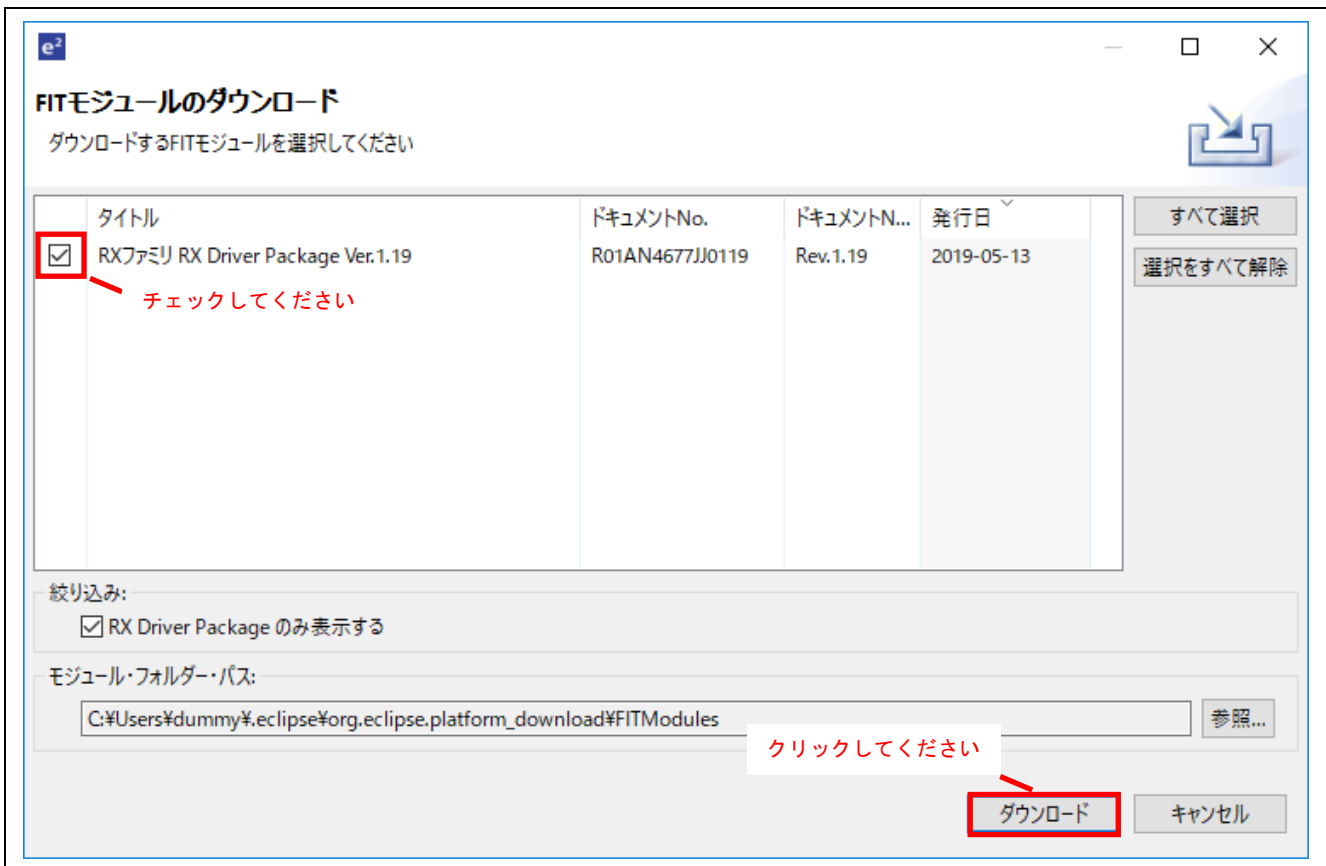 e²
FITモジュールのダウンロード
ダウンロードするFITモジュールを選択してください
タイトル ドキュメントNo. ドキュメントN... 発行日
RXファミリ RX Driver Package Ver.1.19 R01AN4677JJ0119 Rev.1.19 2019-05-13
チェックしてください
すべて選択
選択をすべて解除
絞り込み:
RX Driver Package のみ表示する
モジュール・フォルダー・パス:
C:¥Users¥dummy¥.eclipse¥org.eclipse.platform_download¥FITModules 参照...
クリックしてください
ダウンロード キャンセル